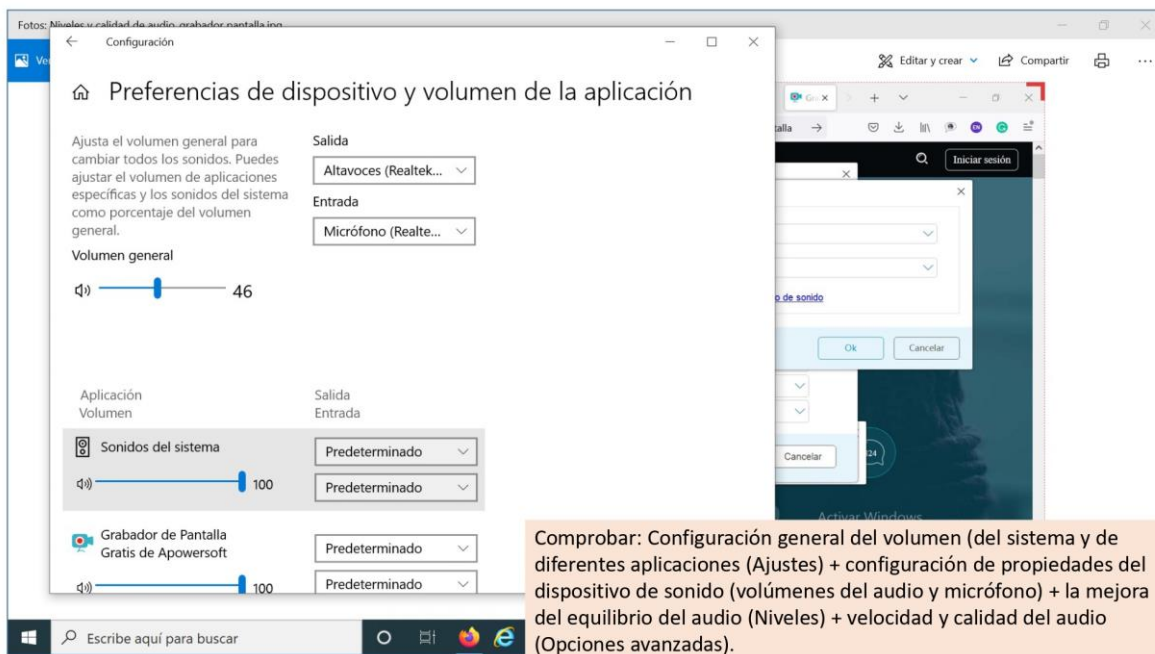 Fotos: Niveles y calidad de audio, grabador pantalla.jpg
Configuración
Editar y crear
Compartir
Preferencias de dispositivo y volumen de la aplicación
Ajusta el volumen general para
cambiar todos los sonidos. Puedes
ajustar el volumen de aplicaciones
específicas y los sonidos del sistema
como porcentaje del volumen
general.
Salida
Altavoces (Realtek...
Entrada
Micrófono (Realte...
Volumen general
46
Iniciar sesión
o de sonido
Ok
Cancelar
Aplicación
Volumen
Salida
Entrada
Sonidos del sistema
Predeterminado
100
Predeterminado
Cancelar
Activar Windows
Grabador de Pantalla
Gratis de Apowersoft
Predeterminado
100
Predeterminado
Comprobar: Configuración general del volumen (del sistema y de
diferentes aplicaciones (Ajustes) + configuración de propiedades del
dispositivo de sonido (volúmenes del audio y micrófono) + la mejora
del equilibrio del audio (Niveles) + velocidad y calidad del audio
(Opciones avanzadas).
Escribe aquí para buscar